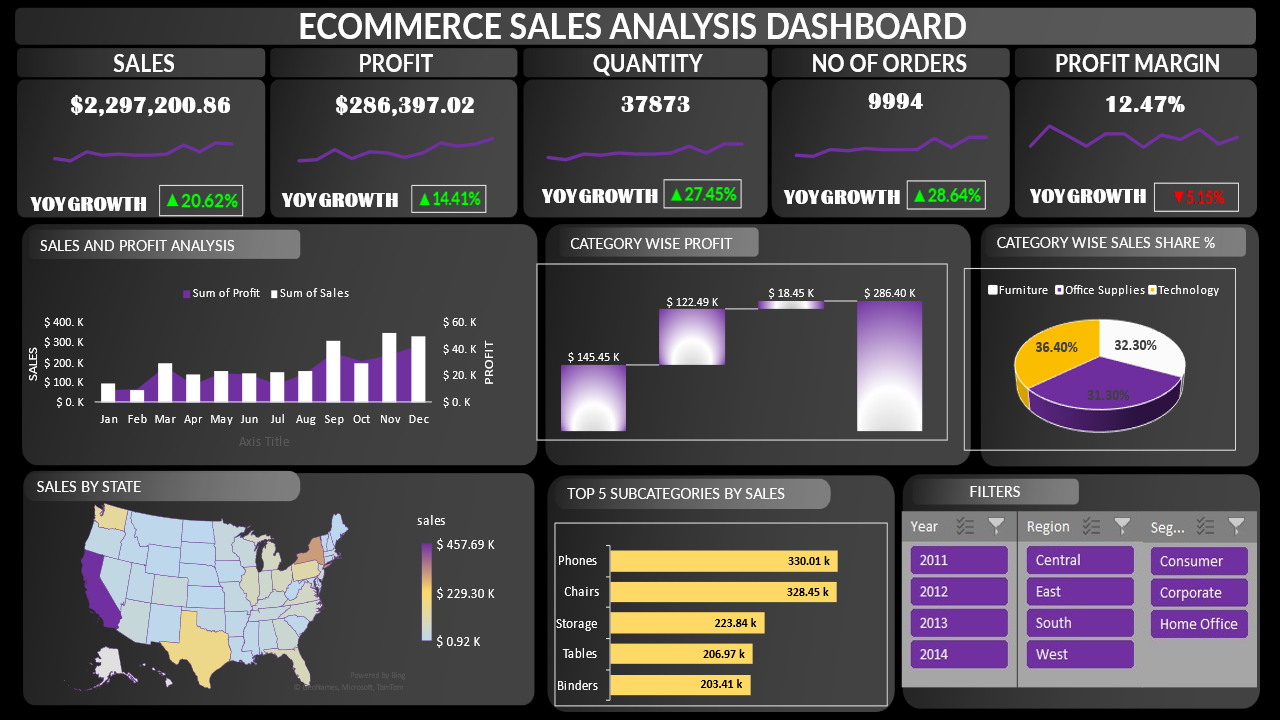 ECOMMERCE SALES ANALYSIS DASHBOARD
SALES
$2,297,200.86
YOY GROWTH ▲20.62%
PROFIT
$286,397.02
YOY GROWTH ▲14.41%
QUANTITY
37873
YOY GROWTH ▲27.45%
NO OF ORDERS
9994
YOY GROWTH ▲28.64%
PROFIT MARGIN
12.47%
YOY GROWTH ▼5.15%
SALES AND PROFIT ANALYSIS
Sum of Profit Sum of Sales
$ 400. K
$ 300. K
$ 200. K
$ 100. K
$ 0. K
SALES
$ 60. K
$ 40. K
$ 20. K
$ 0. K
PROFIT
Jan Feb Mar Apr May Jun Jul Aug Sep Oct Nov Dec
Axis Title
CATEGORY WISE PROFIT
$ 145.45 K
$ 122.49 K
$ 18.45 K
$ 286.40 K
CATEGORY WISE SALES SHARE %
Furniture Office Supplies Technology
36.40%
32.30%
31.30%
SALES BY STATE
sales
$ 457.69 K
$ 229.30 K
$ 0.92 K
Powered by Bing
© GeoNames, Microsoft, TomTom
TOP 5 SUBCATEGORIES BY SALES
Phones 330.01 k
Chairs 328.45 k
Storage 223.84 k
Tables 206.97 k
Binders 203.41 k
FILTERS
Year
2011
2012
2013
2014
Region
Central
East
South
West
Seg...
Consumer
Corporate
Home Office